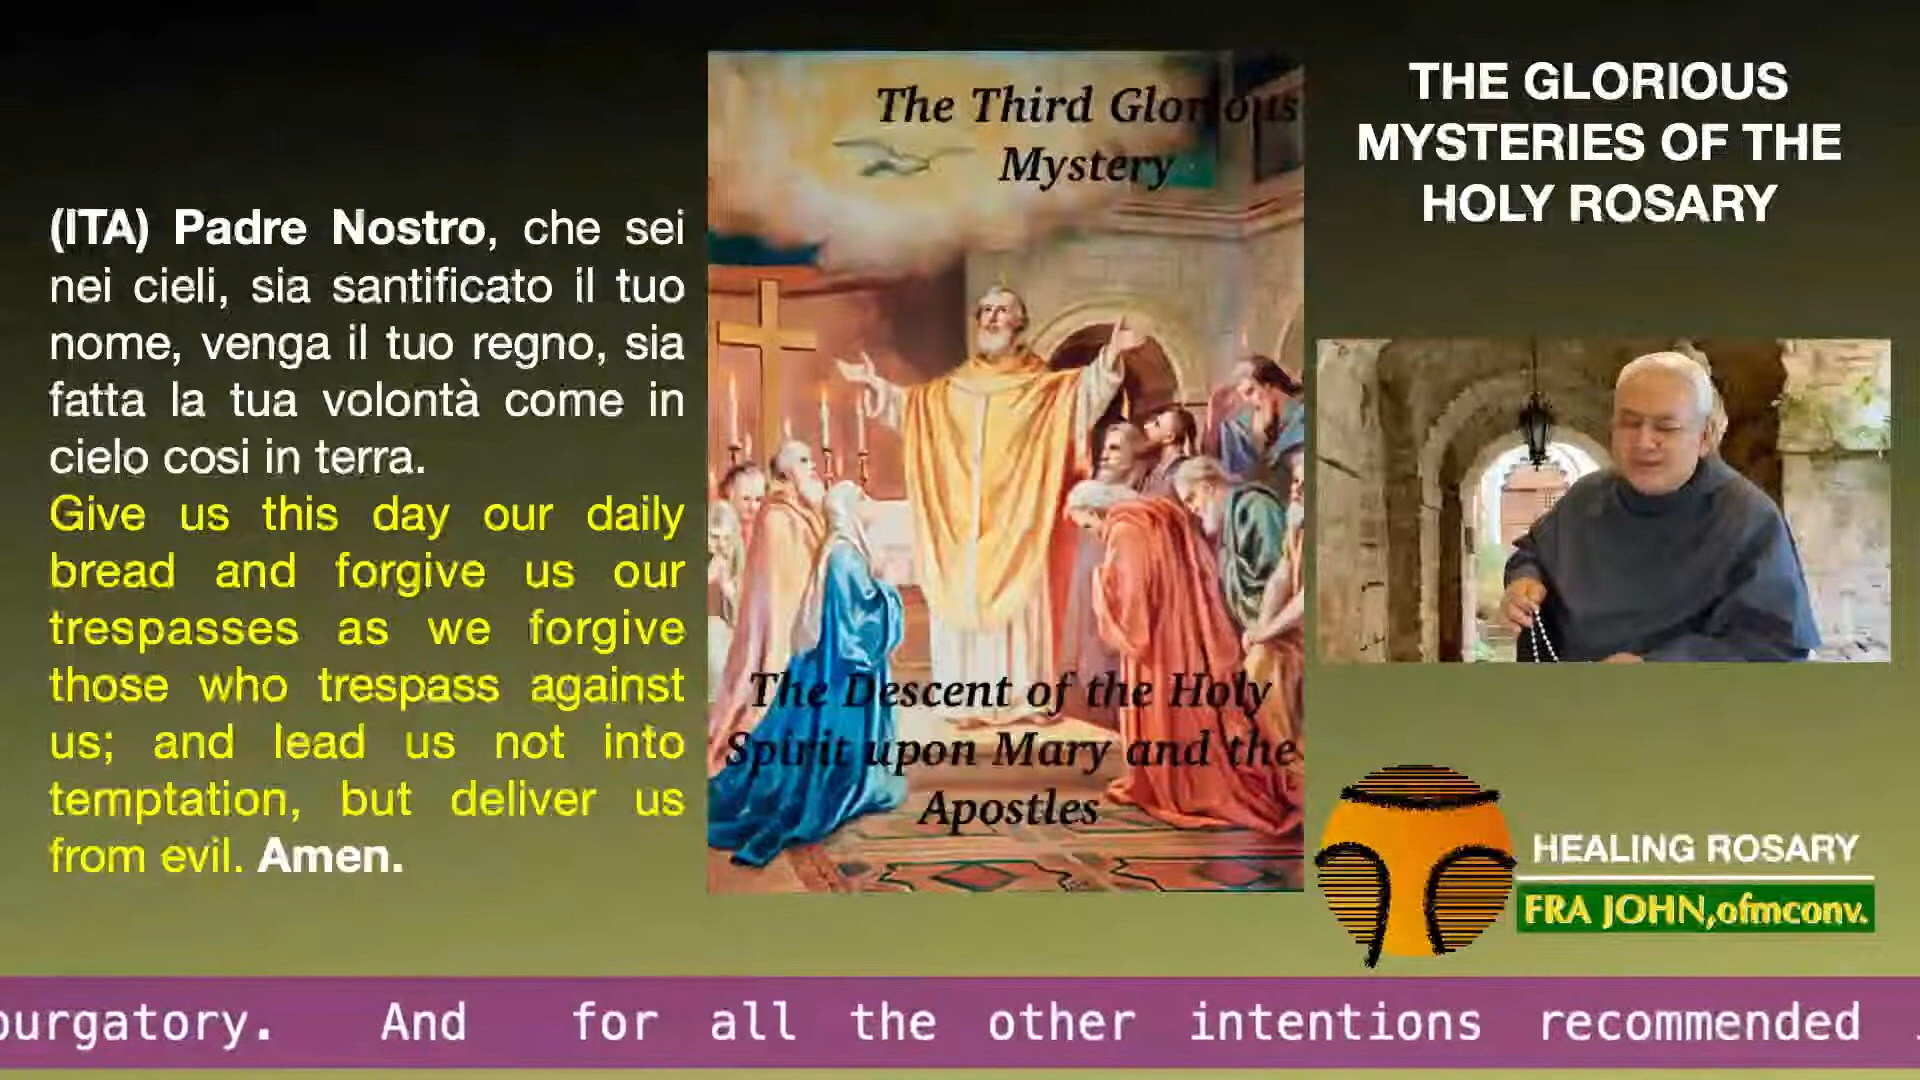 (ITA) Padre Nostro, che sei
nei cieli, sia santificato il tuo
nome, venga il tuo regno, sia
fatta la tua volontà come in
cielo cosi in terra.
Give us this day our daily
bread and forgive us our
trespasses as we forgive
those who trespass against
us; and lead us not into
temptation, but deliver us
from evil. Amen.
The Third Glorious
Mystery
The Descent of the Holy
Spirit upon Mary and the
Apostles
THE GLORIOUS
MYSTERIES OF THE
HOLY ROSARY
HEALING ROSARY
FRA JOHN,ofmconv.
purgatory. And for all the other intentions recommended